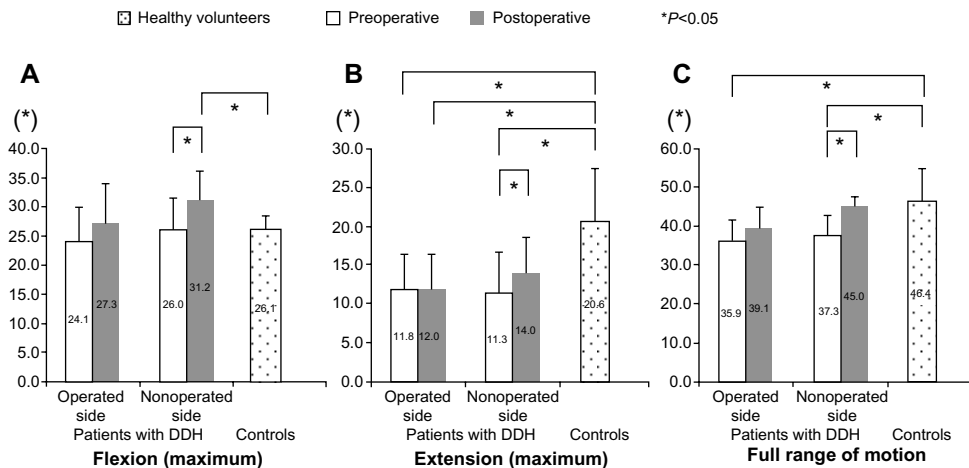 Healthy volunteers Preoperative Postoperative *P<0.05
A
(*)
40.0
35.0
30.0
25.0
20.0
15.0
10.0
5.0
0.0
*
*
24.1
27.3
26.0
31.2
26.1
Operated side
Nonoperated side
Patients with DDH
Controls
Flexion (maximum)
B
(*)
30.0
25.0
20.0
15.0
10.0
5.0
0.0
*
*
*
*
11.8
12.0
11.3
14.0
20.6
Operated side
Nonoperated side
Patients with DDH
Controls
Extension (maximum)
C
(*)
60.0
50.0
40.0
30.0
20.0
10.0
0.0
*
*
*
35.9
39.1
37.3
45.0
46.4
Operated side
Nonoperated side
Patients with DDH
Controls
Full range of motion